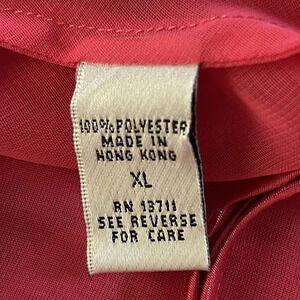 100% POLYESTER
MADE IN
HONG KONG
XL
RN 13711
SEE REVERSE
FOR CARE